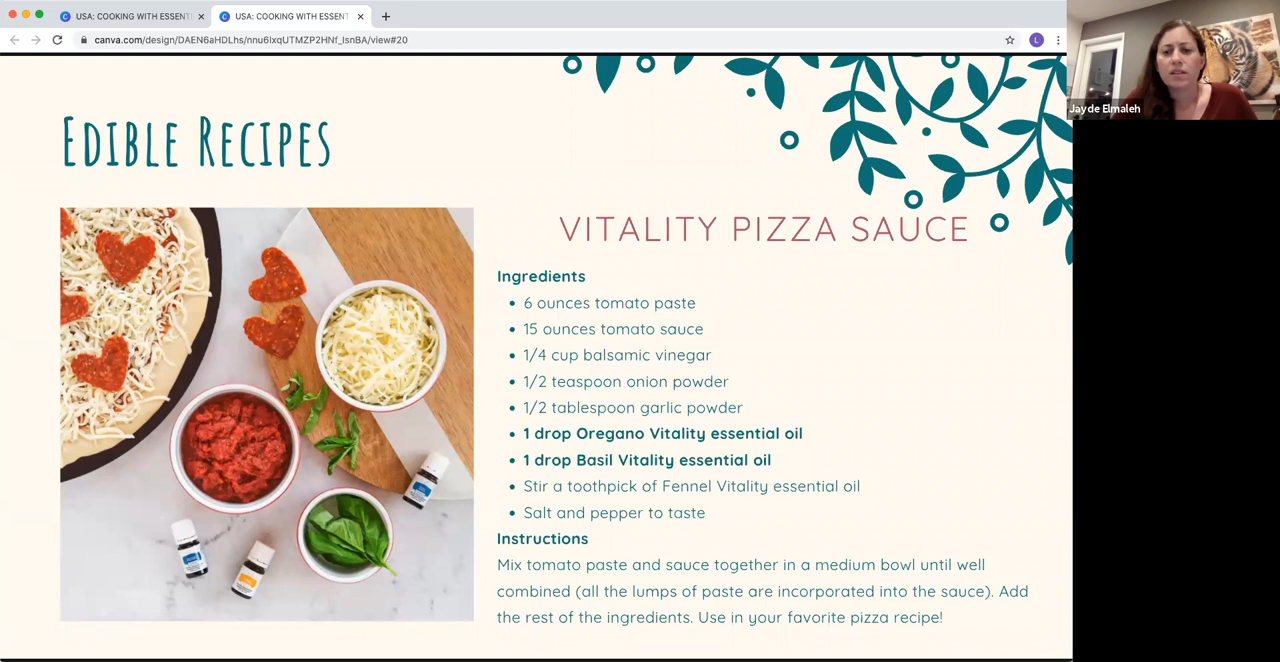 USA: COOKING WITH ESSENTI
USA: COOKING WITH ESSENT
canva.com/design/DAEN6aHDLhs/nnu6IxqUTMZP2HNf_IsnBA/view#20
L
Jayde Elmaleh
Edible Recipes
VITALITY PIZZA SAUCE
Ingredients
• 6 ounces tomato paste
• 15 ounces tomato sauce
• 1/4 cup balsamic vinegar
• 1/2 teaspoon onion powder
• 1/2 tablespoon garlic powder
• 1 drop Oregano Vitality essential oil
• 1 drop Basil Vitality essential oil
• Stir a toothpick of Fennel Vitality essential oil
• Salt and pepper to taste
Instructions
Mix tomato paste and sauce together in a medium bowl until well
combined (all the lumps of paste are incorporated into the sauce). Add
the rest of the ingredients. Use in your favorite pizza recipe!